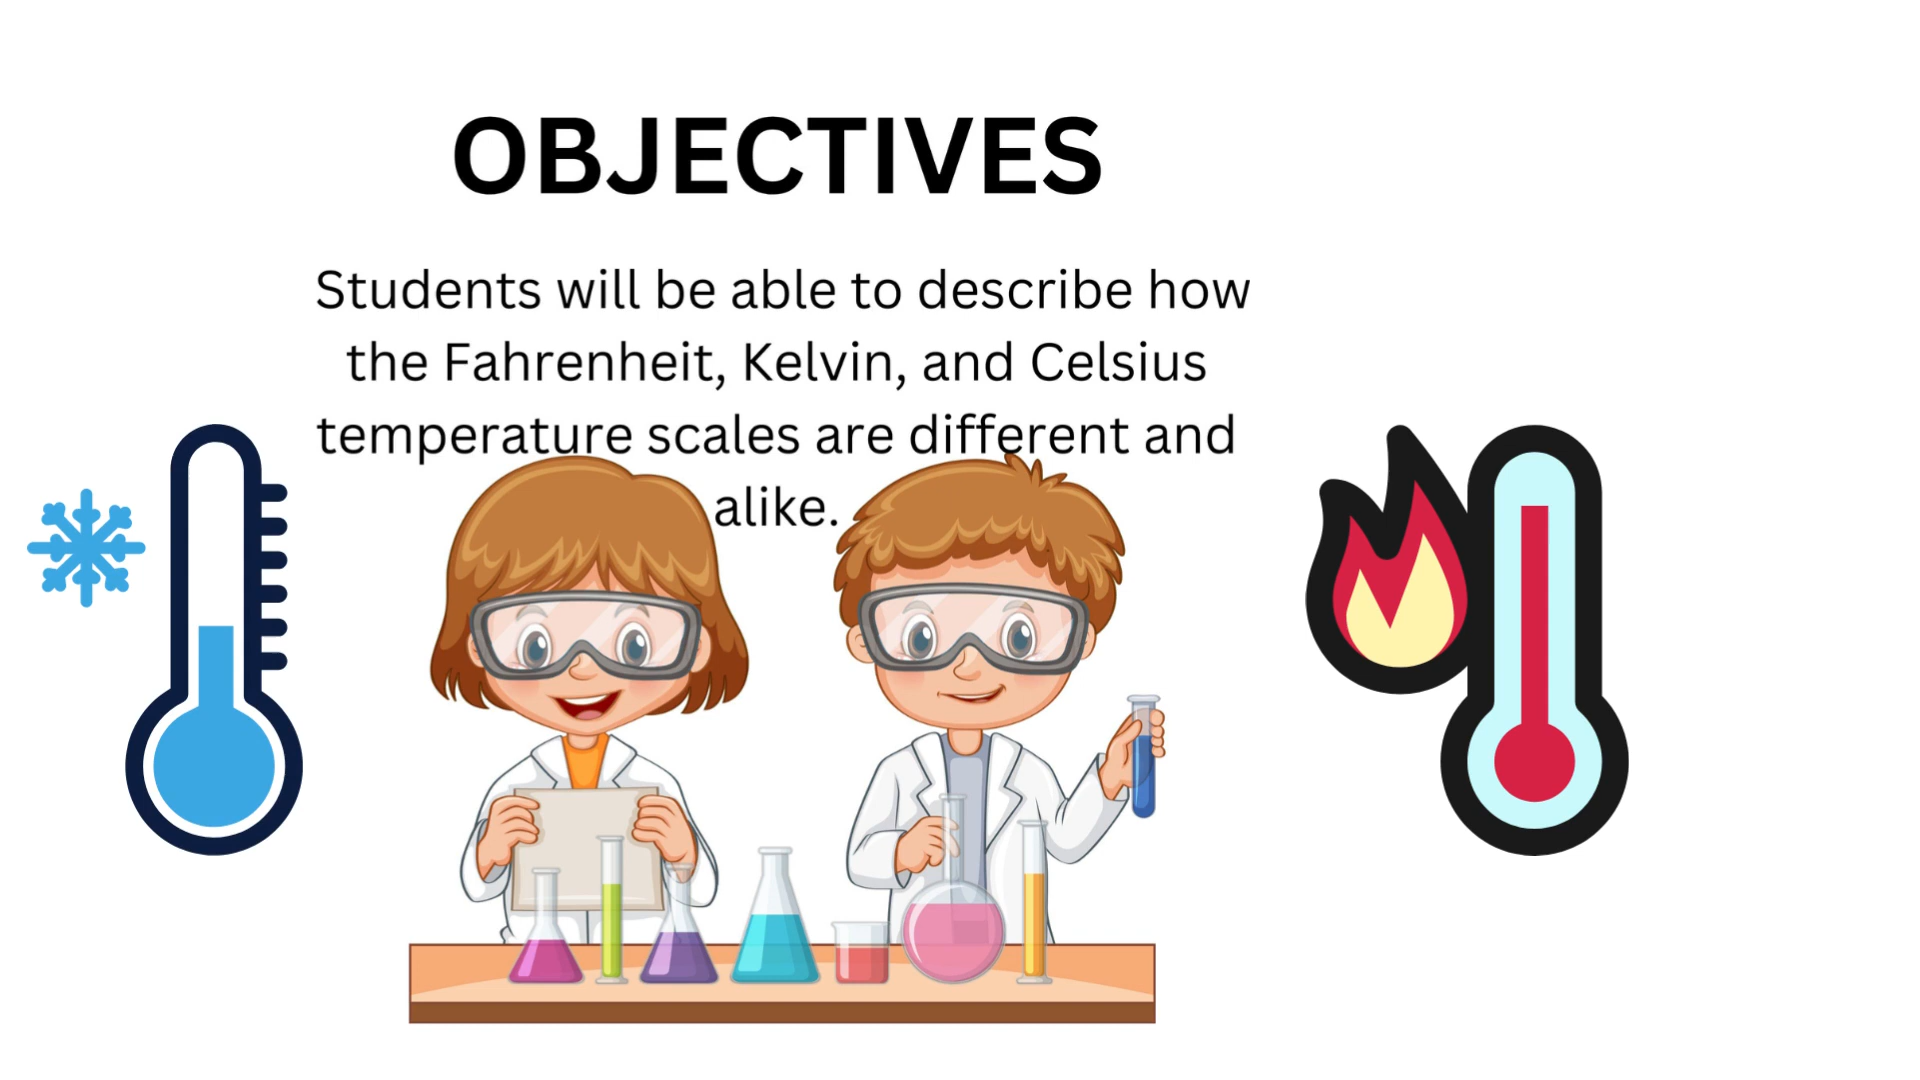 OBJECTIVES
Students will be able to describe how
the Fahrenheit, Kelvin, and Celsius
temperature scales are different and
alike.